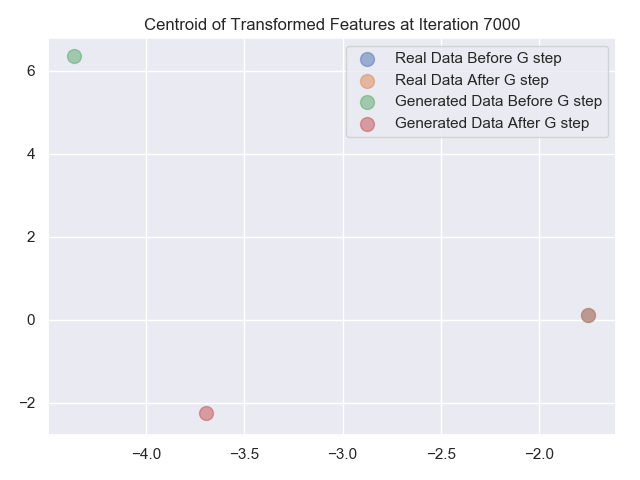 Centroid of Transformed Features at Iteration 7000
Real Data Before G step
Real Data After G step
Generated Data Before G step
Generated Data After G step
6
4
2
0
−2
−4.0 −3.5 −3.0 −2.5 −2.0